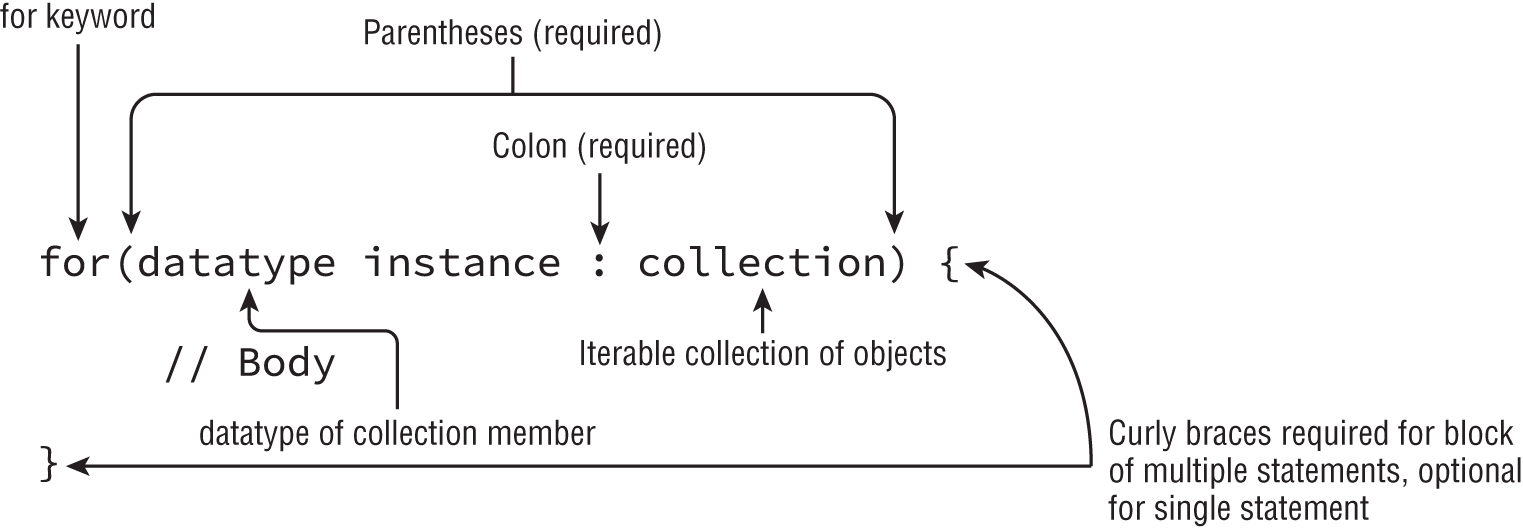 for keyword
Parentheses (required)
Colon (required)
for(datatype instance : collection) {
// Body
Iterable collection of objects
datatype of collection member
}
Curly braces required for block
of multiple statements, optional
for single statement